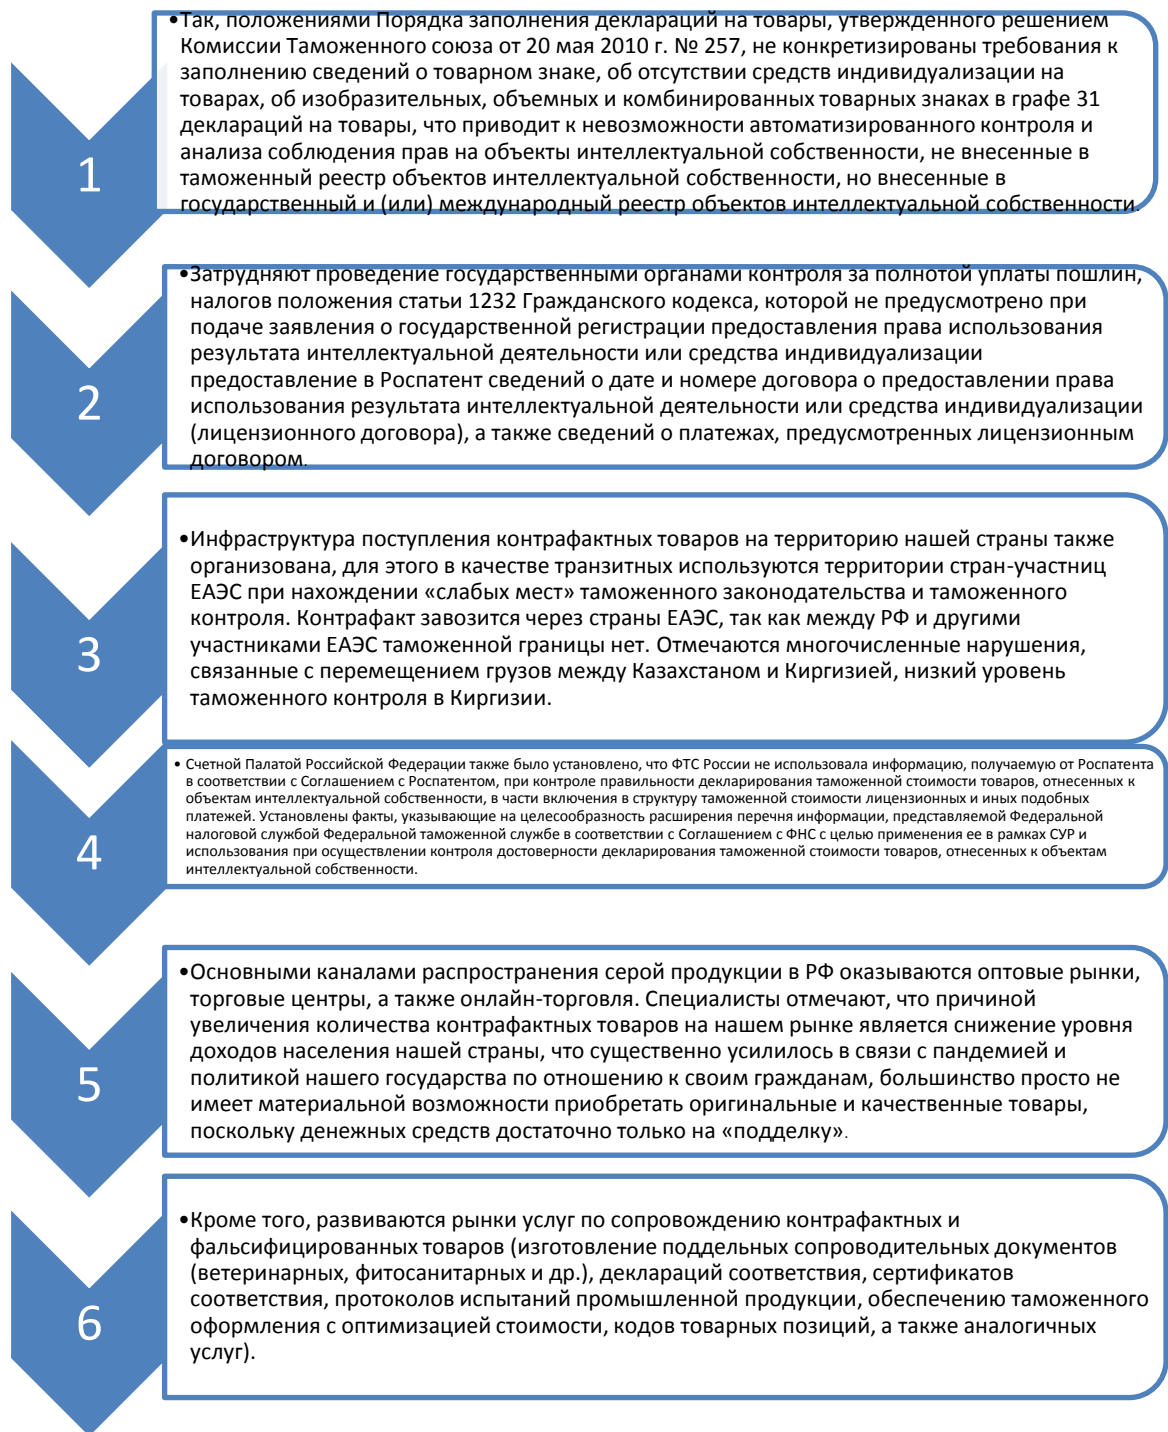 1
•Так, положениями Порядка заполнения деклараций на товары, утвержденного решением
Комиссии Таможенного союза от 20 мая 2010 г. № 257, не конкретизированы требования к
заполнению сведений о товарном знаке, об отсутствии средств индивидуализации на
товарах, об изобразительных, объемных и комбинированных товарных знаках в графе 31
деклараций на товары, что приводит к невозможности автоматизированного контроля и
анализа соблюдения прав на объекты интеллектуальной собственности, не внесенные в
таможенный реестр объектов интеллектуальной собственности, но внесенные в
государственный и (или) международный реестр объектов интеллектуальной собственности.
2
•Затрудняют проведение государственными органами контроля за полнотой уплаты пошлин,
налогов положения статьи 1232 Гражданского кодекса, которой не предусмотрено при
подаче заявления о государственной регистрации предоставления права использования
результата интеллектуальной деятельности или средства индивидуализации
предоставление в Роспатент сведений о дате и номере договора о предоставлении права
использования результата интеллектуальной деятельности или средства индивидуализации
(лицензионного договора), а также сведений о платежах, предусмотренных лицензионным
договором.
3
•Инфраструктура поступления контрафактных товаров на территорию нашей страны также
организована, для этого в качестве транзитных используются территории стран-участниц
ЕАЭС при нахождении «слабых мест» таможенного законодательства и таможенного
контроля. Контрафакт завозится через страны ЕАЭС, так как между РФ и другими
участниками ЕАЭС таможенной границы нет. Отмечаются многочисленные нарушения,
связанные с перемещением грузов между Казахстаном и Киргизией, низкий уровень
таможенного контроля в Киргизии.
4
• Счетной Палатой Российской Федерации также было установлено, что ФТС России не использовала информацию, получаемую от Роспатента
в соответствии с Соглашением с Роспатентом, при контроле правильности декларирования таможенной стоимости товаров, отнесенных к
объектам интеллектуальной собственности, в части включения в структуру таможенной стоимости лицензионных и иных подобных
платежей. Установлены факты, указывающие на целесообразность расширения перечня информации, представляемой Федеральной
налоговой службой Федеральной таможенной службе в соответствии с Соглашением с ФНС с целью применения ее в рамках СУР и
использования при осуществлении контроля достоверности декларирования таможенной стоимости товаров, отнесенных к объектам
интеллектуальной собственности.
5
•Основными каналами распространения серой продукции в РФ оказываются оптовые рынки,
торговые центры, а также онлайн-торговля. Специалисты отмечают, что причиной
увеличения количества контрафактных товаров на нашем рынке является снижение уровня
доходов населения нашей страны, что существенно усилилось в связи с пандемией и
политикой нашего государства по отношению к своим гражданам, большинство просто не
имеет материальной возможности приобретать оригинальные и качественные товары,
поскольку денежных средств достаточно только на «подделку».
6
•Кроме того, развиваются рынки услуг по сопровождению контрафактных и
фальсифицированных товаров (изготовление поддельных сопроводительных документов
(ветеринарных, фитосанитарных и др.), деклараций соответствия, сертификатов
соответствия, протоколов испытаний промышленной продукции, обеспечению таможенного
оформления с оптимизацией стоимости, кодов товарных позиций, а также аналогичных
услуг).